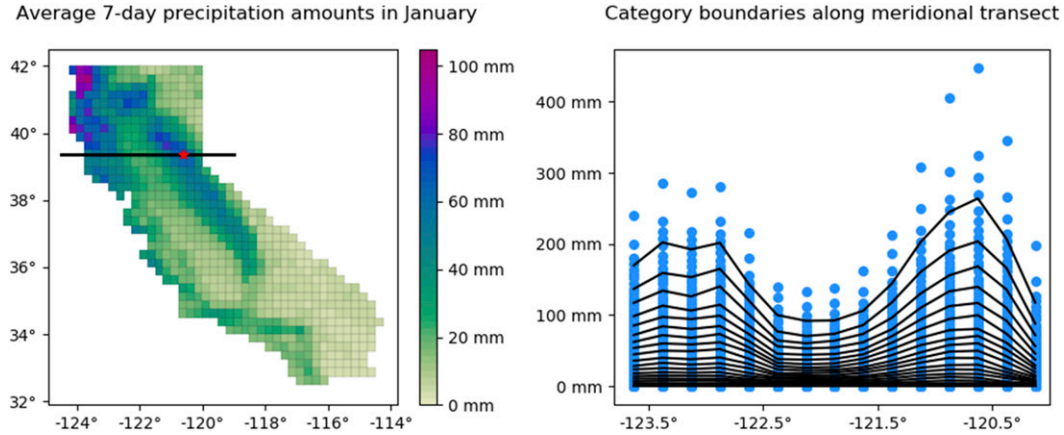 Average 7-day precipitation amounts in January
42°
40°
38°
36°
34°
32°
-124° -122° -120° -118° -116° -114°
100 mm
80 mm
60 mm
40 mm
20 mm
0 mm
Category boundaries along meridional transect
400 mm
300 mm
200 mm
100 mm
0 mm
-123.5° -122.5° -121.5° -120.5°